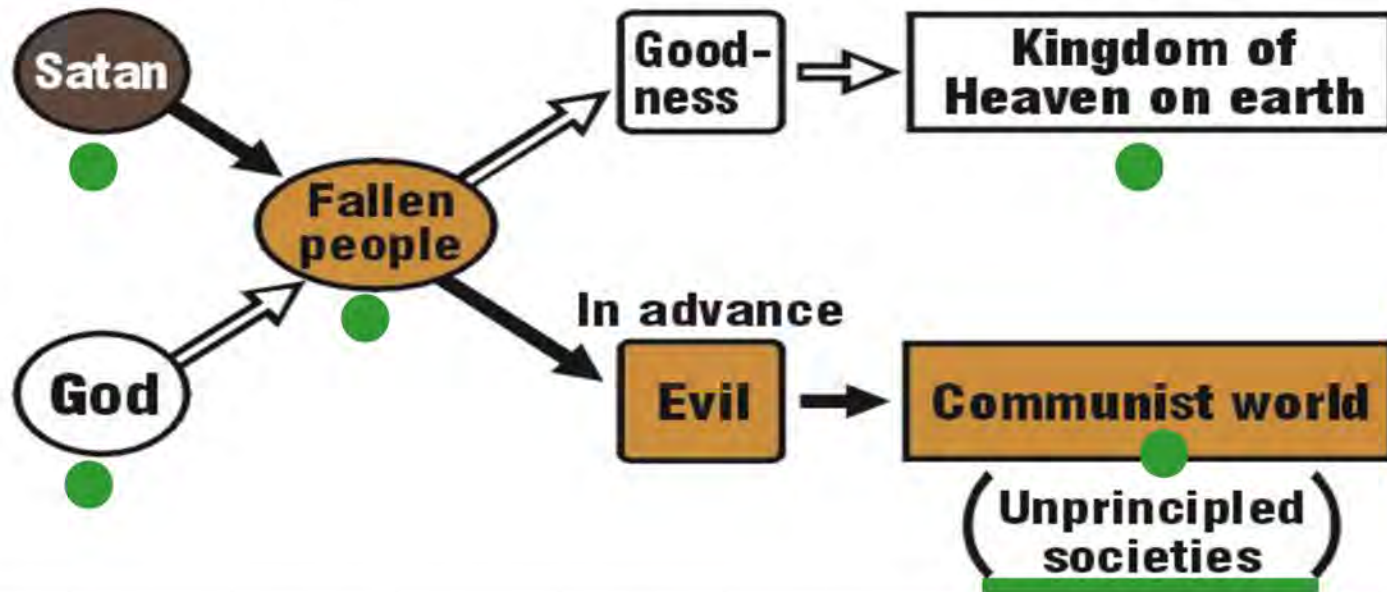 Satan
Good-
ness
Kingdom of
Heaven on earth
Fallen
people
God
In advance
Evil
Communist world
(Unprincipled
societies)